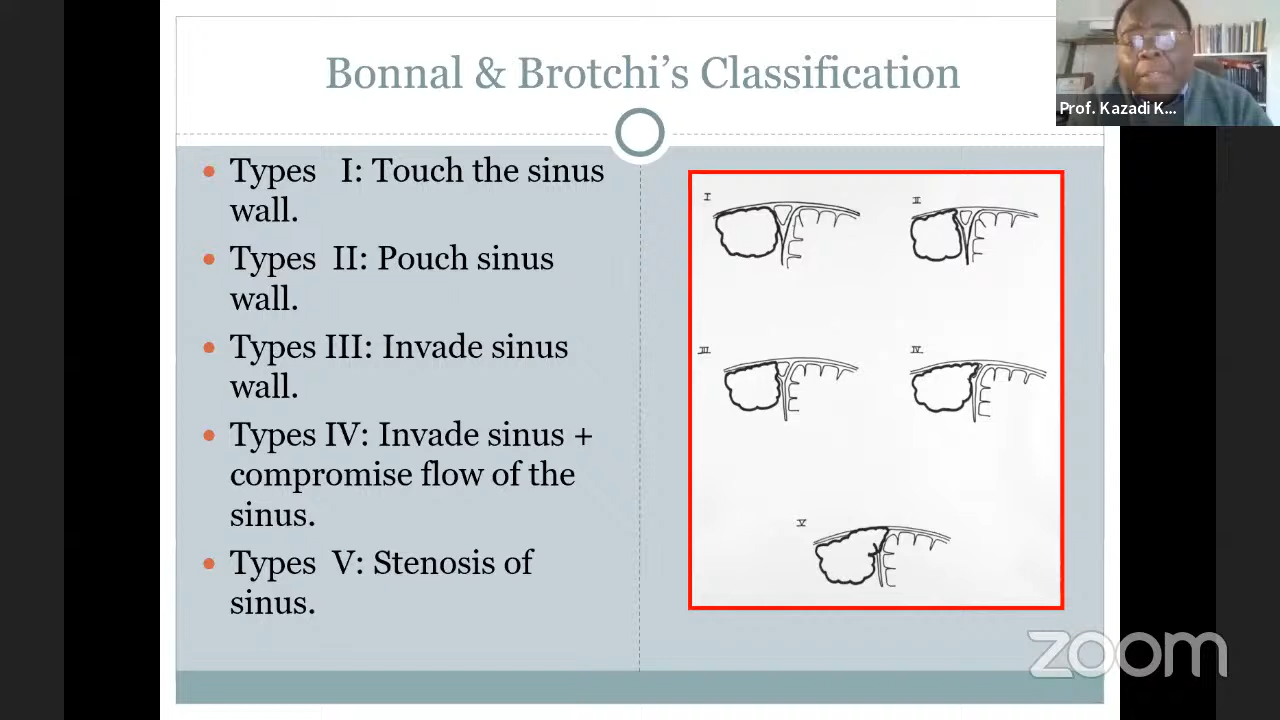 Bonnal & Brotchi's Classification
Prof. Kazadi K...
Types I: Touch the sinus
wall.
Types II: Pouch sinus
wall.
Types III: Invade sinus
wall.
Types IV: Invade sinus +
compromise flow of the
sinus.
Types V: Stenosis of
sinus.
I
II
III
IV
V
zoom